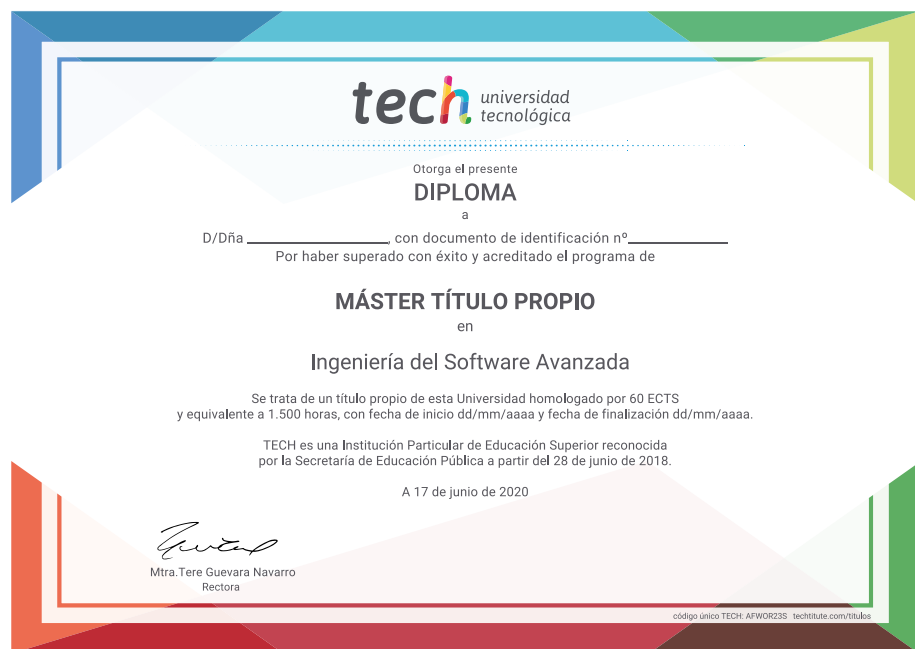 tech universidad
tecnológica
Otorga el presente
DIPLOMA
a
D/Dña ____________________, con documento de identificación nº______________
Por haber superado con éxito y acreditado el programa de
MÁSTER TÍTULO PROPIO
en
Ingeniería del Software Avanzada
Se trata de un título propio de esta Universidad homologado por 60 ECTS
y equivalente a 1.500 horas, con fecha de inicio dd/mm/aaaa y fecha de finalización dd/mm/aaaa.
TECH es una Institución Particular de Educación Superior reconocida
por la Secretaría de Educación Pública a partir del 28 de junio de 2018.
A 17 de junio de 2020
Mtra.Tere Guevara Navarro
Rectora
código único TECH: AFWOR23S techtitute.com/titulos